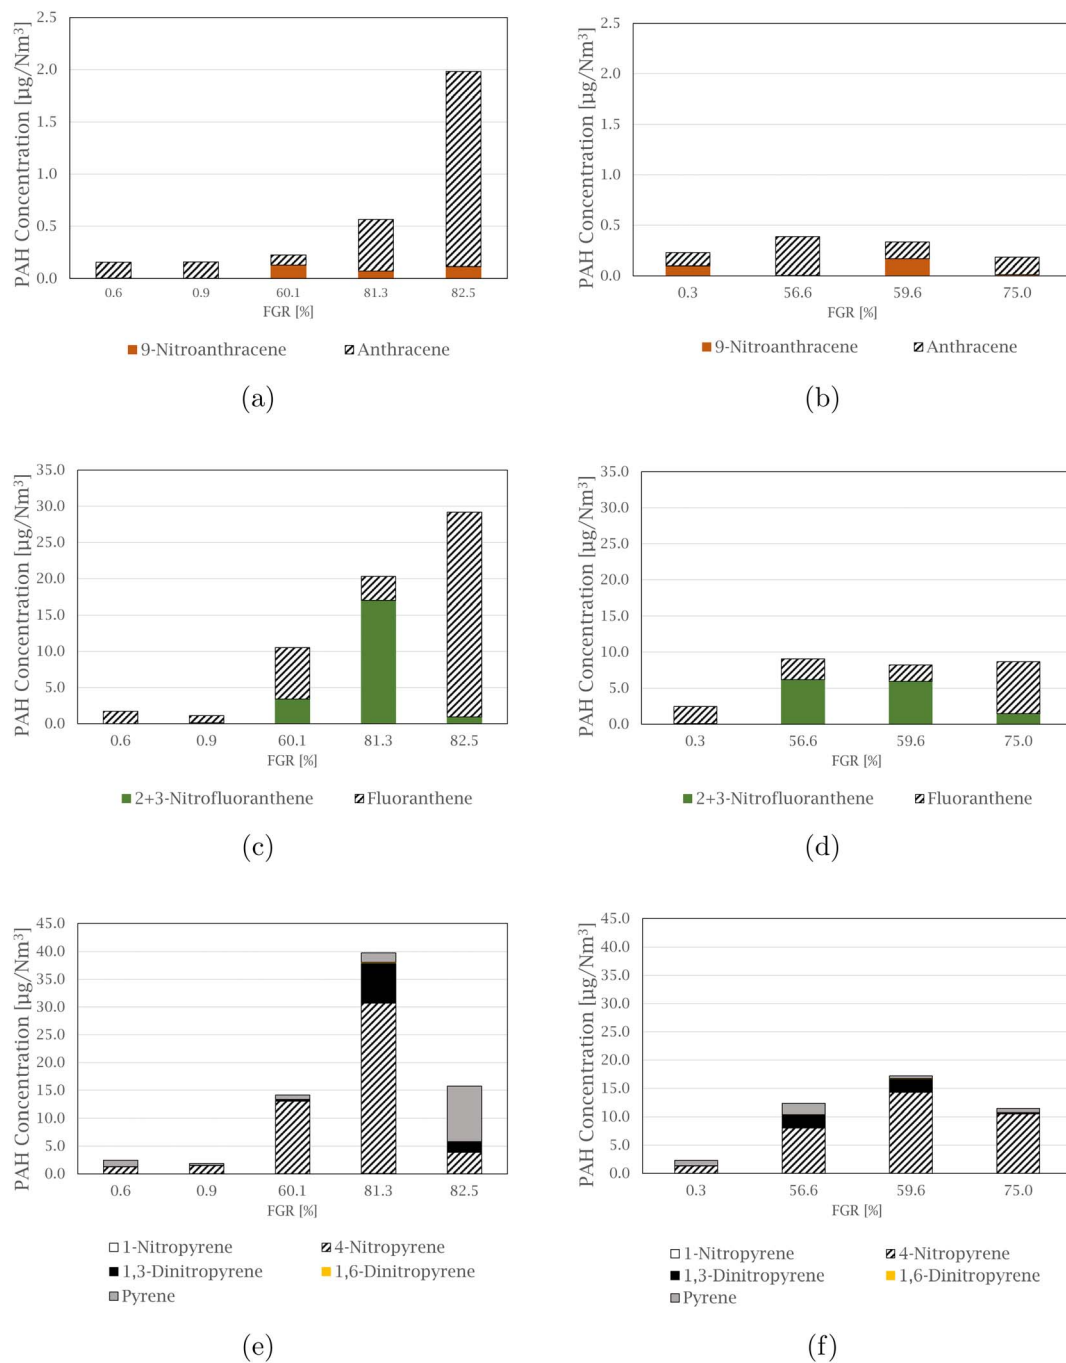 PAH Concentration [µg/Nm³]
2.5
2.0
1.5
1.0
0.5
0.0
0.6 0.9 60.1 81.3 82.5
FGR [%]
9-Nitroanthracene Anthracene
(a)
PAH Concentration [µg/Nm³]
2.5
2.0
1.5
1.0
0.5
0.0
0.3 56.6 59.6 75.0
FGR [%]
9-Nitroanthracene Anthracene
(b)
PAH Concentration [µg/Nm³]
35.0
30.0
25.0
20.0
15.0
10.0
5.0
0.0
0.6 0.9 60.1 81.3 82.5
FGR [%]
2+3-Nitrofluoranthene Fluoranthene
(c)
PAH Concentration [µg/Nm³]
35.0
30.0
25.0
20.0
15.0
10.0
5.0
0.0
0.3 56.6 59.6 75.0
FGR [%]
2+3-Nitrofluoranthene Fluoranthene
(d)
PAH Concentration [µg/Nm³]
45.0
40.0
35.0
30.0
25.0
20.0
15.0
10.0
5.0
0.0
0.6 0.9 60.1 81.3 82.5
FGR [%]
1-Nitropyrene 4-Nitropyrene
1,3-Dinitropyrene 1,6-Dinitropyrene
Pyrene
(e)
PAH Concentration [µg/Nm³]
45.0
40.0
35.0
30.0
25.0
20.0
15.0
10.0
5.0
0.0
0.3 56.6 59.6 75.0
FGR [%]
1-Nitropyrene 4-Nitropyrene
1,3-Dinitropyrene 1,6-Dinitropyrene
Pyrene
(f)